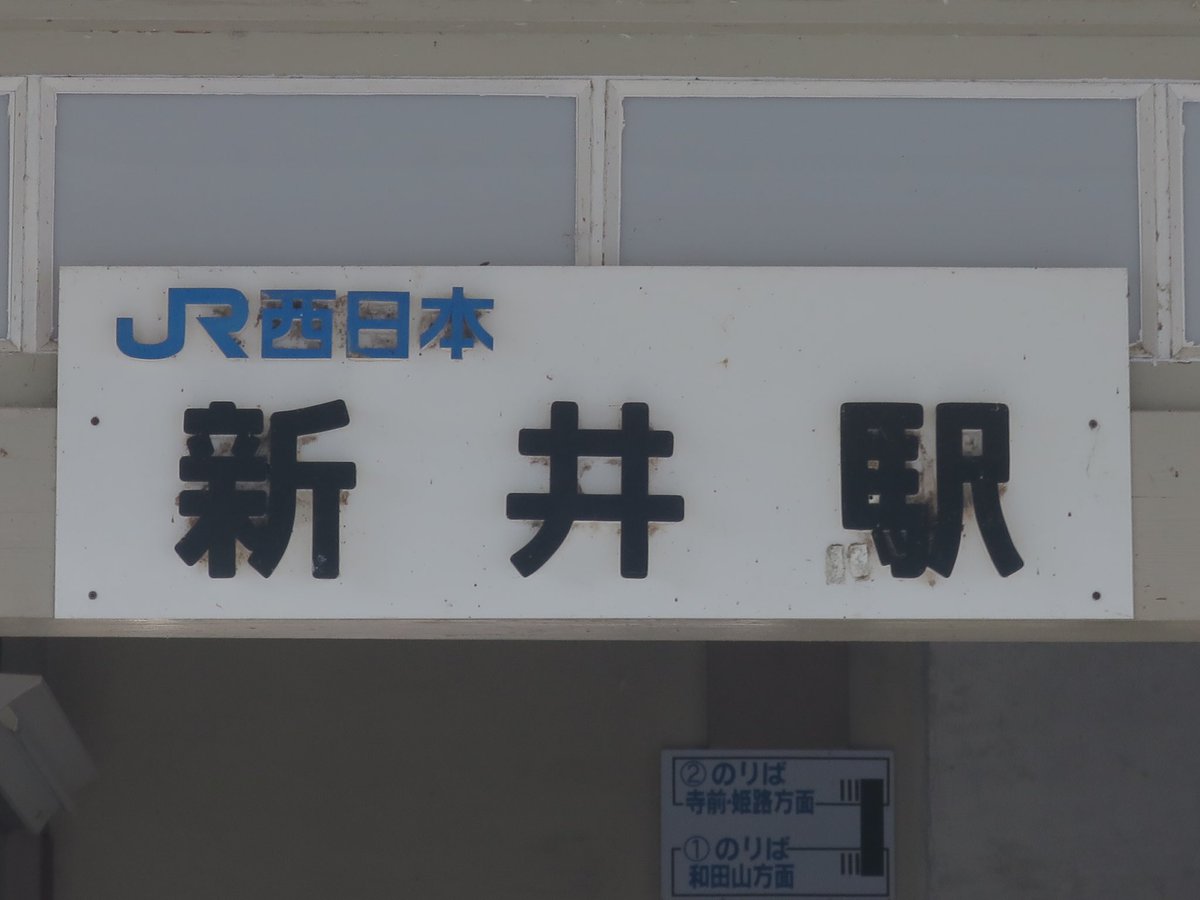 JR西日本
新井駅
②のりば
寺前・姫路方面
①のりば
和田山方面